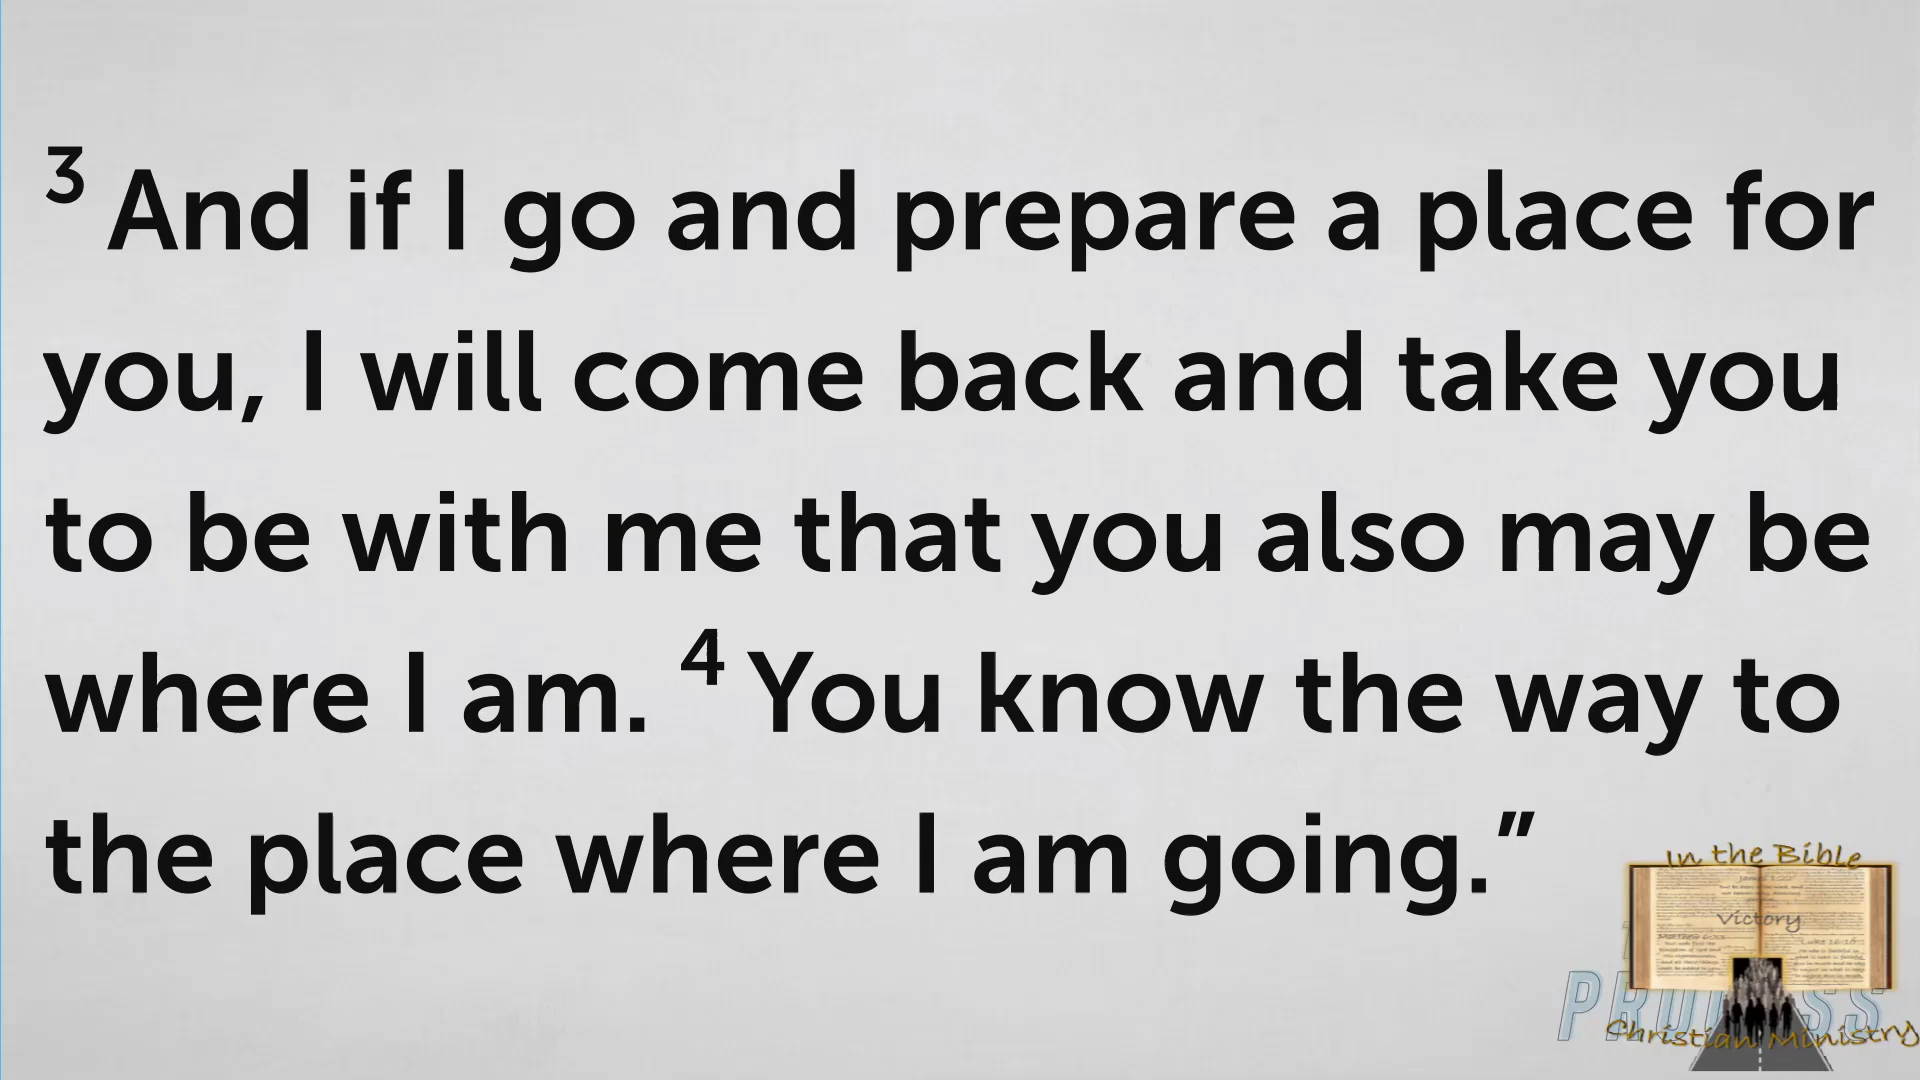 ³ And if I go and prepare a place for
you, I will come back and take you
to be with me that you also may be
where I am. ⁴ You know the way to
the place where I am going.”
In the Bible
Victory
Christian Ministry